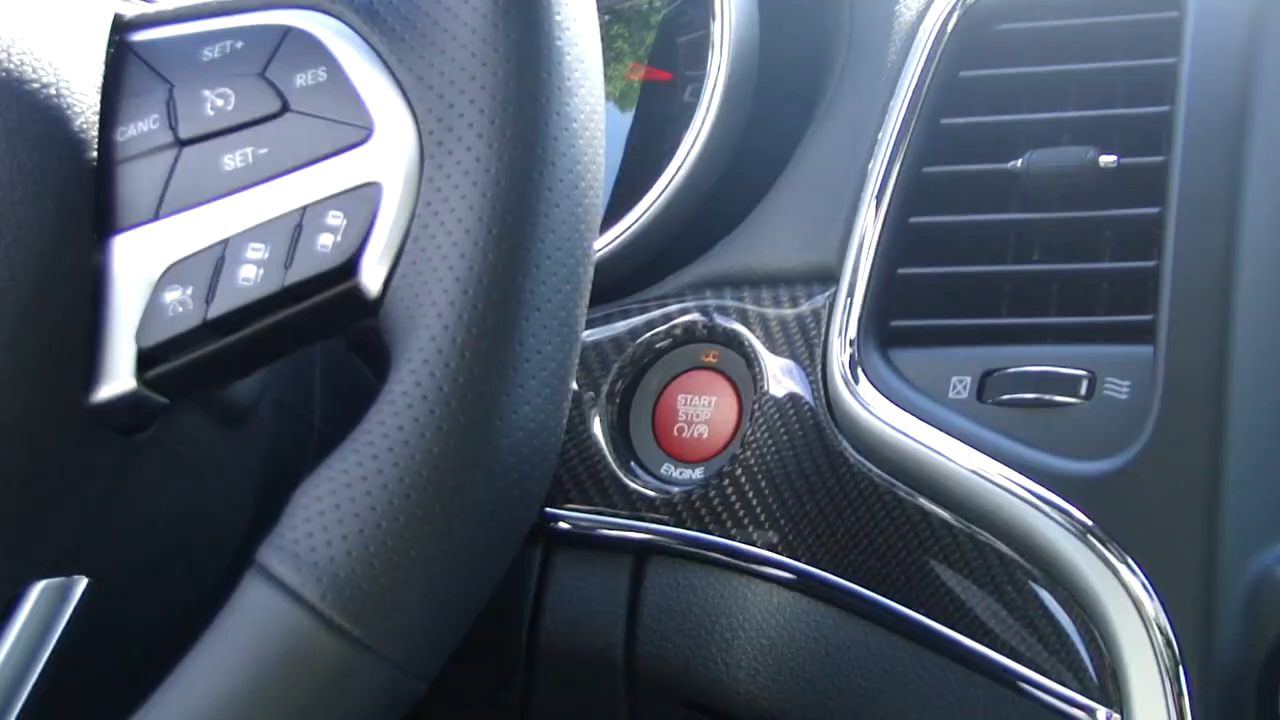 SET+
RES
CANC
SET-
START
STOP
ENGINE